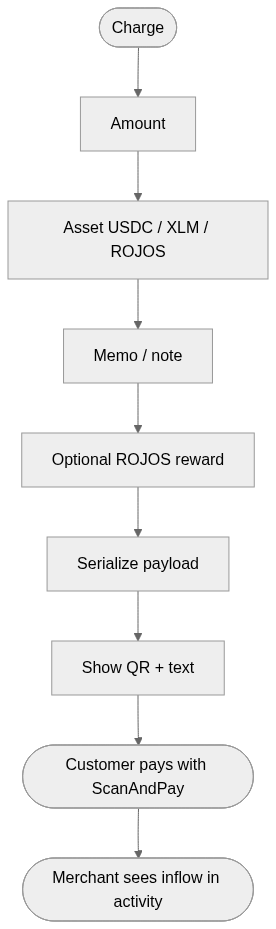 Charge
Amount
Asset USDC / XLM /
ROJOS
Memo / note
Optional ROJOS reward
Serialize payload
Show QR + text
Customer pays with
ScanAndPay
Merchant sees inflow in
activity